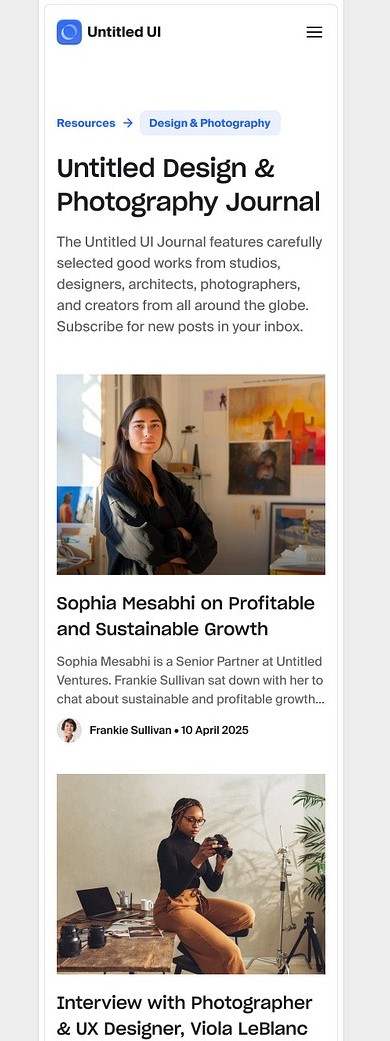 Untitled UI
Resources → Design & Photography
Untitled Design &
Photography Journal
The Untitled UI Journal features carefully
selected good works from studios,
designers, architects, photographers,
and creators from all around the globe.
Subscribe for new posts in your inbox.
Sophia Mesabhi on Profitable
and Sustainable Growth
Sophia Mesabhi is a Senior Partner at Untitled
Ventures. Frankie Sullivan sat down with her to
chat about sustainable and profitable growth...
Frankie Sullivan • 10 April 2025
Interview with Photographer
& UX Designer, Viola LeBlanc